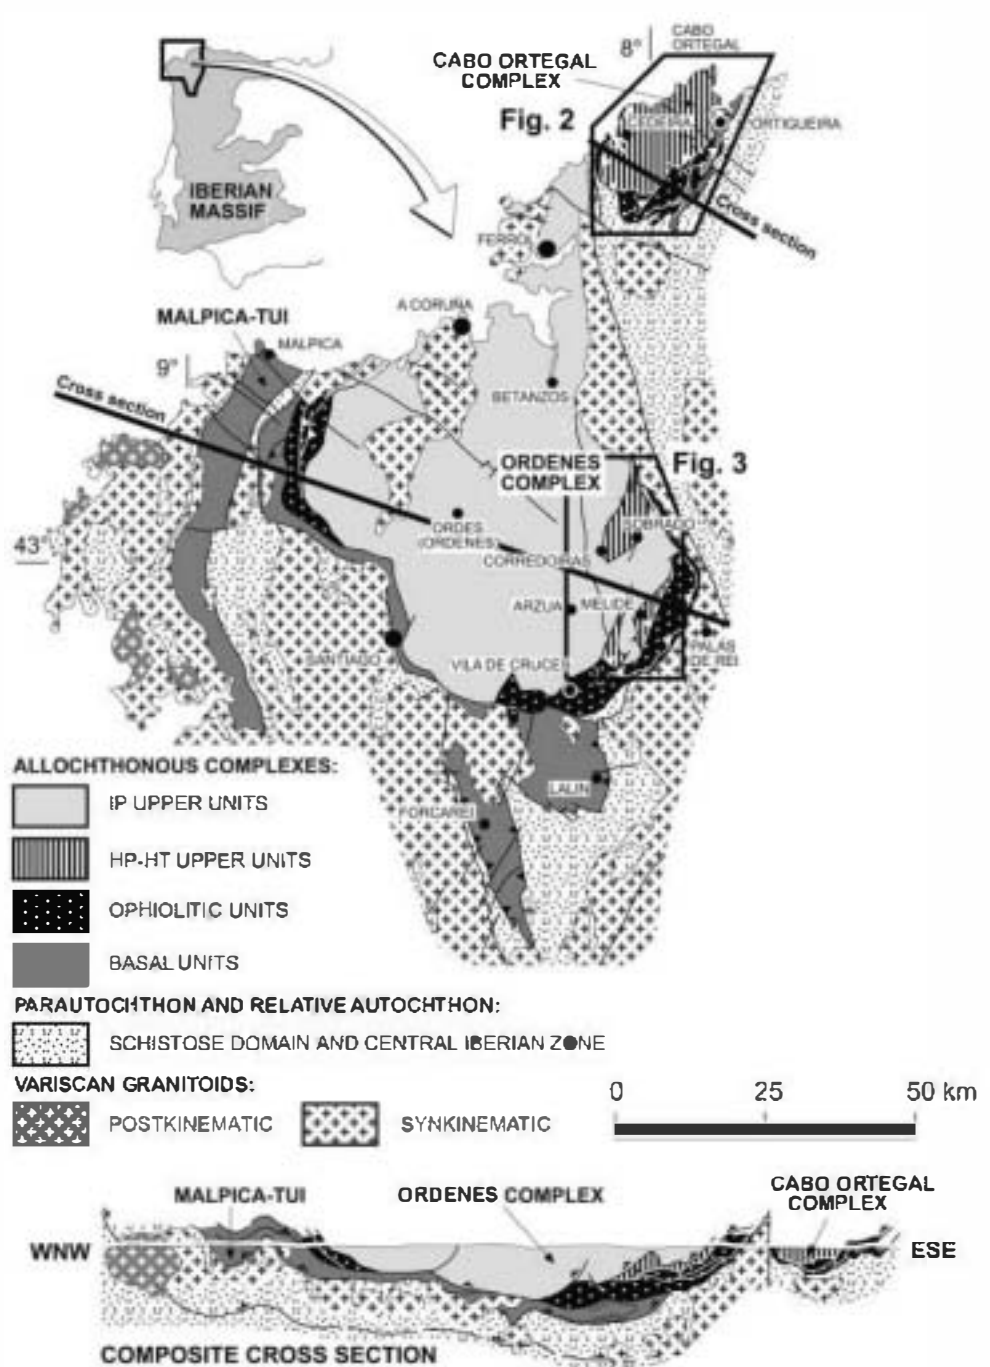 8°
CABO
ORTEGAL
CABO ORTEGAL
COMPLEX
Fig. 2
CEDEIRA
ORTIGUEIRA
IBERIAN
MASSIF
Cross section
FERROL
A CORUÑA
MALPICA-TUI
MALPICA
9°
Cross section
BETANZOS
ORDENES
COMPLEX
Fig. 3
ORDES
(ORDENES)
SOBRADO
43°
CORREDOIRAS
ARZUA
MELIDE
SANTIAGO
VILA DE CRUCES
PALAS
DE REI
LALIN
FORCAREI
ALLOCHTHONOUS COMPLEXES:
IP UPPER UNITS
HP-HT UPPER UNITS
OPHIOLITIC UNITS
BASAL UNITS
PARAUTOCHTHON AND RELATIVE AUTOCHTHON:
SCHISTOSE DOMAIN AND CENTRAL IBERIAN ZONE
VARISCAN GRANITOIDS:
POSTKINEMATIC
SYNKINEMATIC
0 25 50 km
MALPICA-TUI
ORDENES COMPLEX
CABO ORTEGAL
COMPLEX
WNW
ESE
COMPOSITE CROSS SECTION